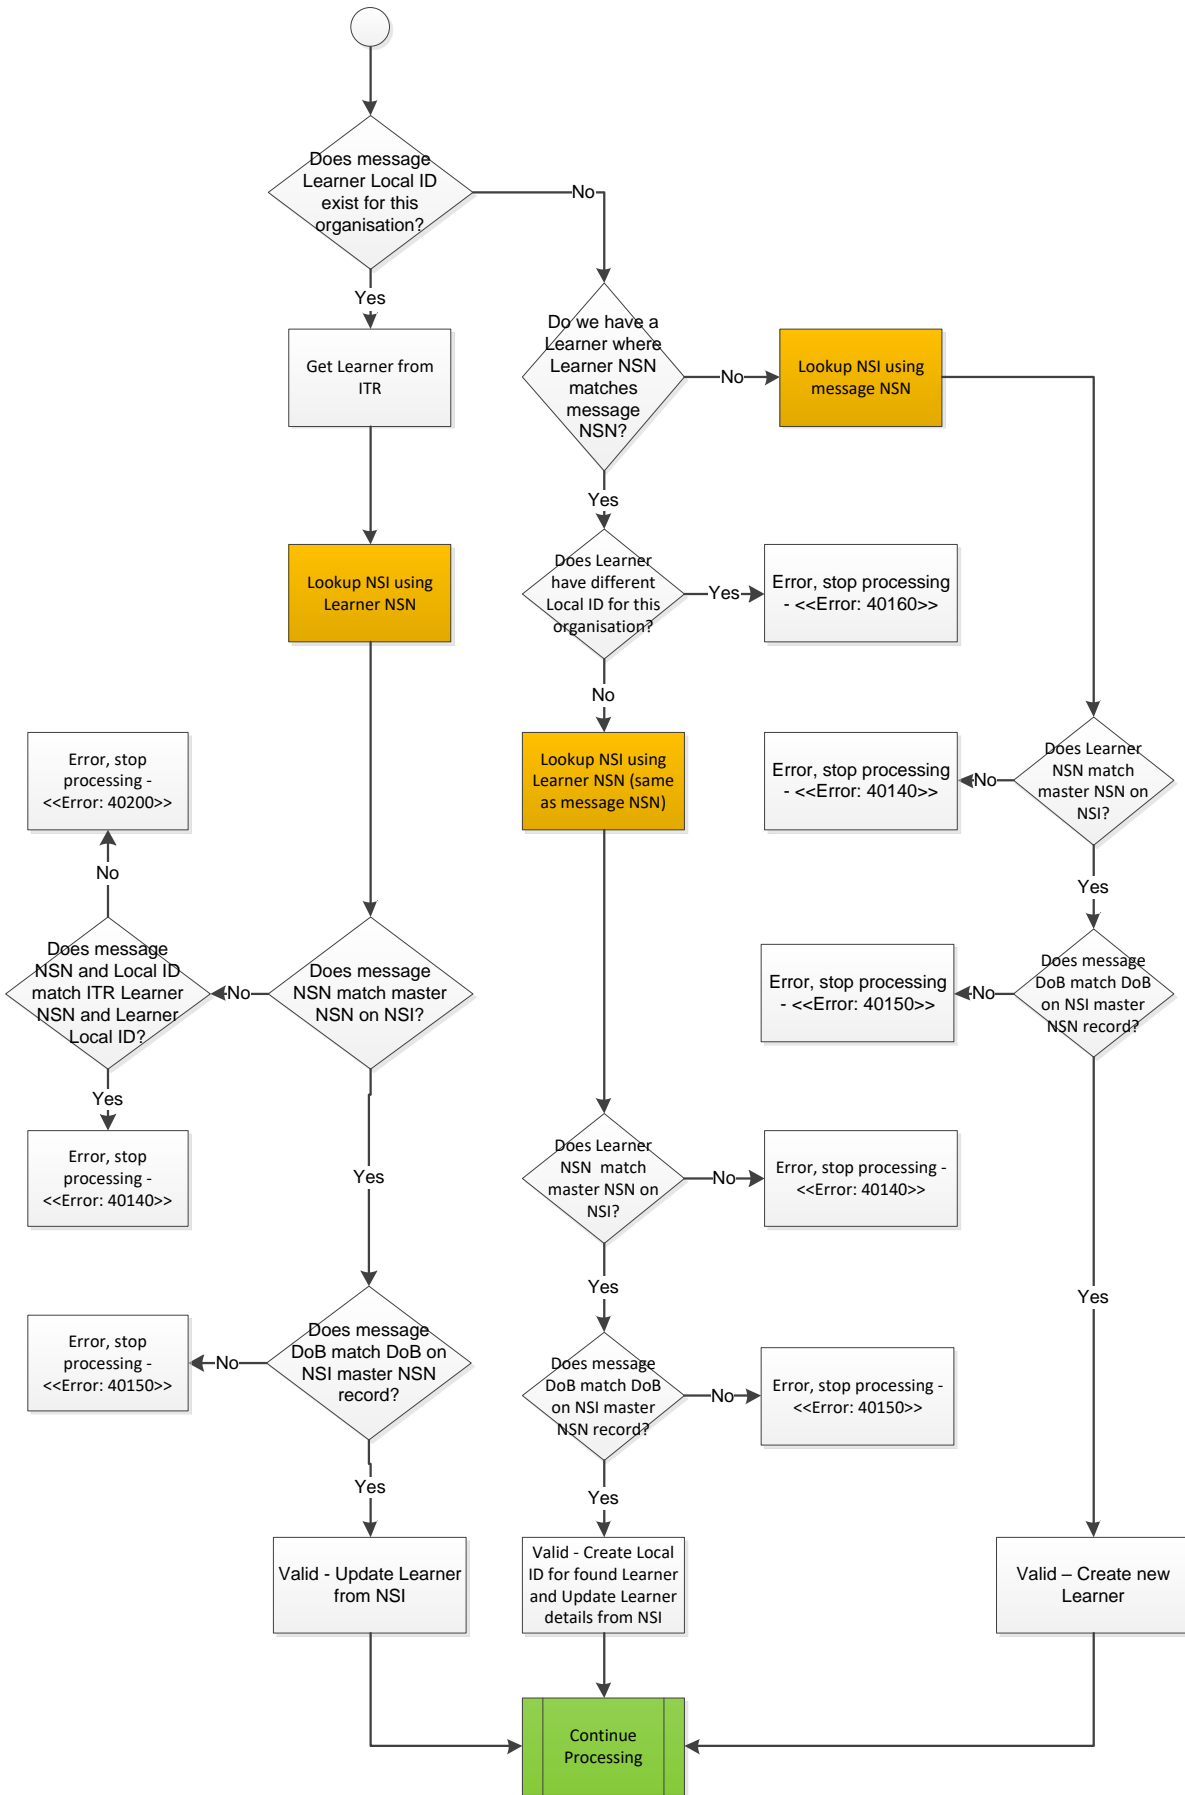 Does message
Learner Local ID
exist for this
organisation?
No
Yes
Get Learner from
ITR
Do we have a
Learner where
Learner NSN
matches
message
NSN?
No
Lookup NSI using
message NSN
Yes
Lookup NSI using
Learner NSN
Does Learner
have different
Local ID for this
organisation?
Yes
Error, stop processing
- <<Error: 40160>>
No
Lookup NSI using
Learner NSN (same
as message NSN)
Error, stop processing
- <<Error: 40140>>
No
Does Learner
NSN match
master NSN on
NSI?
Yes
Error, stop
processing -
<<Error: 40200>>
No
Does message
NSN and Local ID
match ITR Learner
NSN and Learner
Local ID?
No
Does message
NSN match master
NSN on NSI?
Error, stop processing
- <<Error: 40150>>
No
Does message
DoB match DoB
on NSI master
NSN record?
Yes
Error, stop
processing -
<<Error: 40140>>
Yes
Does Learner
NSN  match
master NSN on
NSI?
No
Error, stop processing -
<<Error: 40140>>
Yes
Yes
Error, stop
processing -
<<Error: 40150>>
No
Does message
DoB match DoB on
NSI master NSN
record?
Does message
DoB match DoB
on NSI master
NSN record?
No
Error, stop processing -
<<Error: 40150>>
Yes
Yes
Valid - Update Learner
from NSI
Valid - Create Local
ID for found Learner
and Update Learner
details from NSI
Valid – Create new
Learner
Continue
Processing